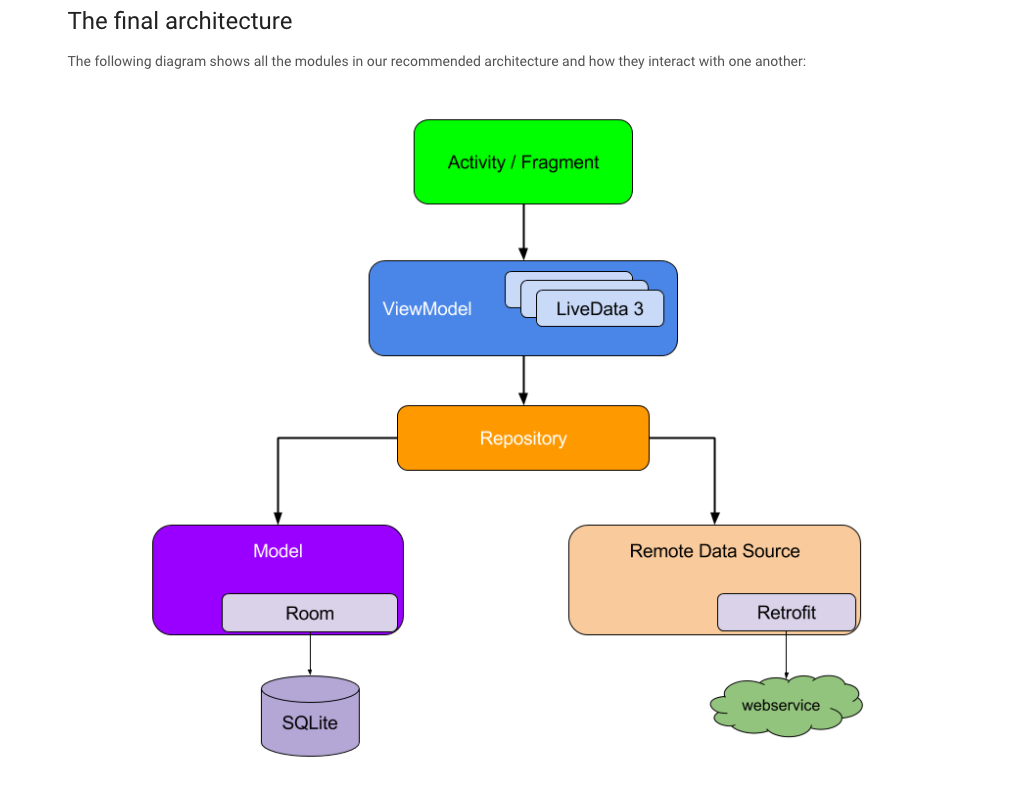 The final architecture
The following diagram shows all the modules in our recommended architecture and how they interact with one another:
Activity / Fragment
ViewModel
LiveData 3
Repository
Model
Remote Data Source
Room
Retrofit
SQLite
webservice